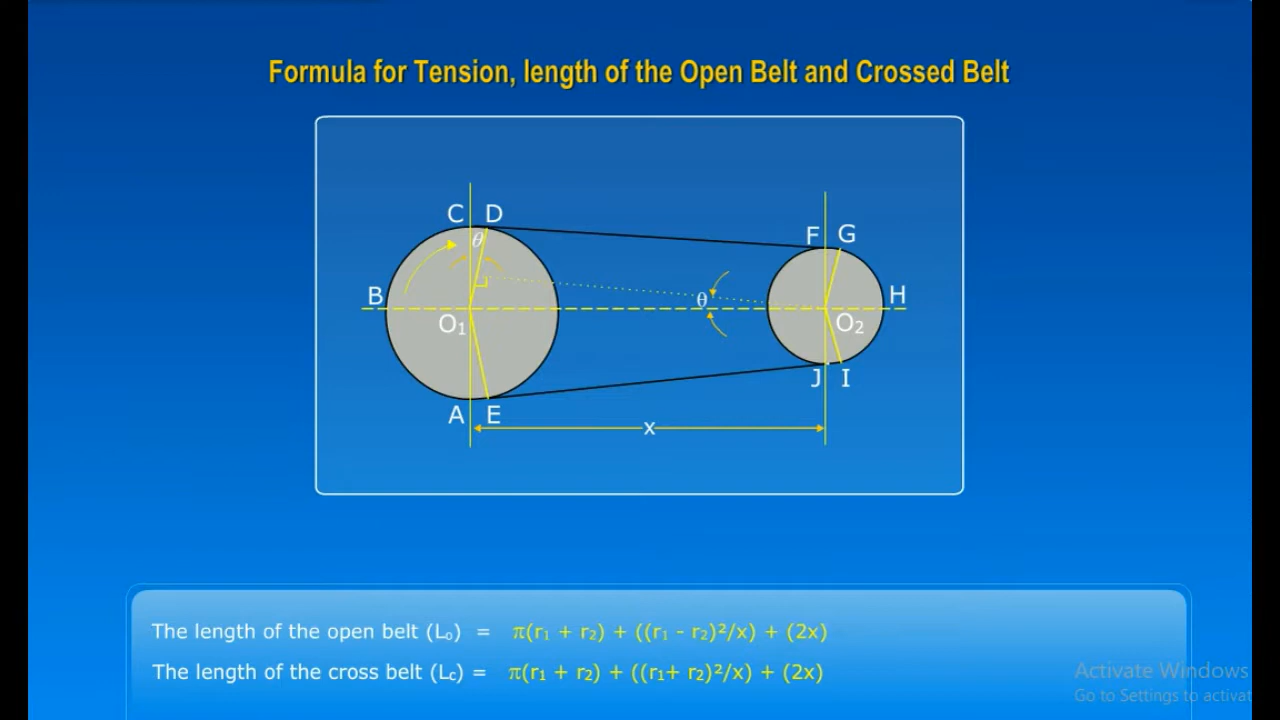 Formula for Tension, length of the Open Belt and Crossed Belt
C D
θ
F G
B
θ
H
O₁
O₂
J I
A E
x
The length of the open belt (Lₒ) = π(r₁ + r₂) + ((r₁ - r₂)²/x) + (2x)
The length of the cross belt (L꜀) = π(r₁ + r₂) + ((r₁+ r₂)²/x) + (2x)
Activate Windows
Go to Settings to activat